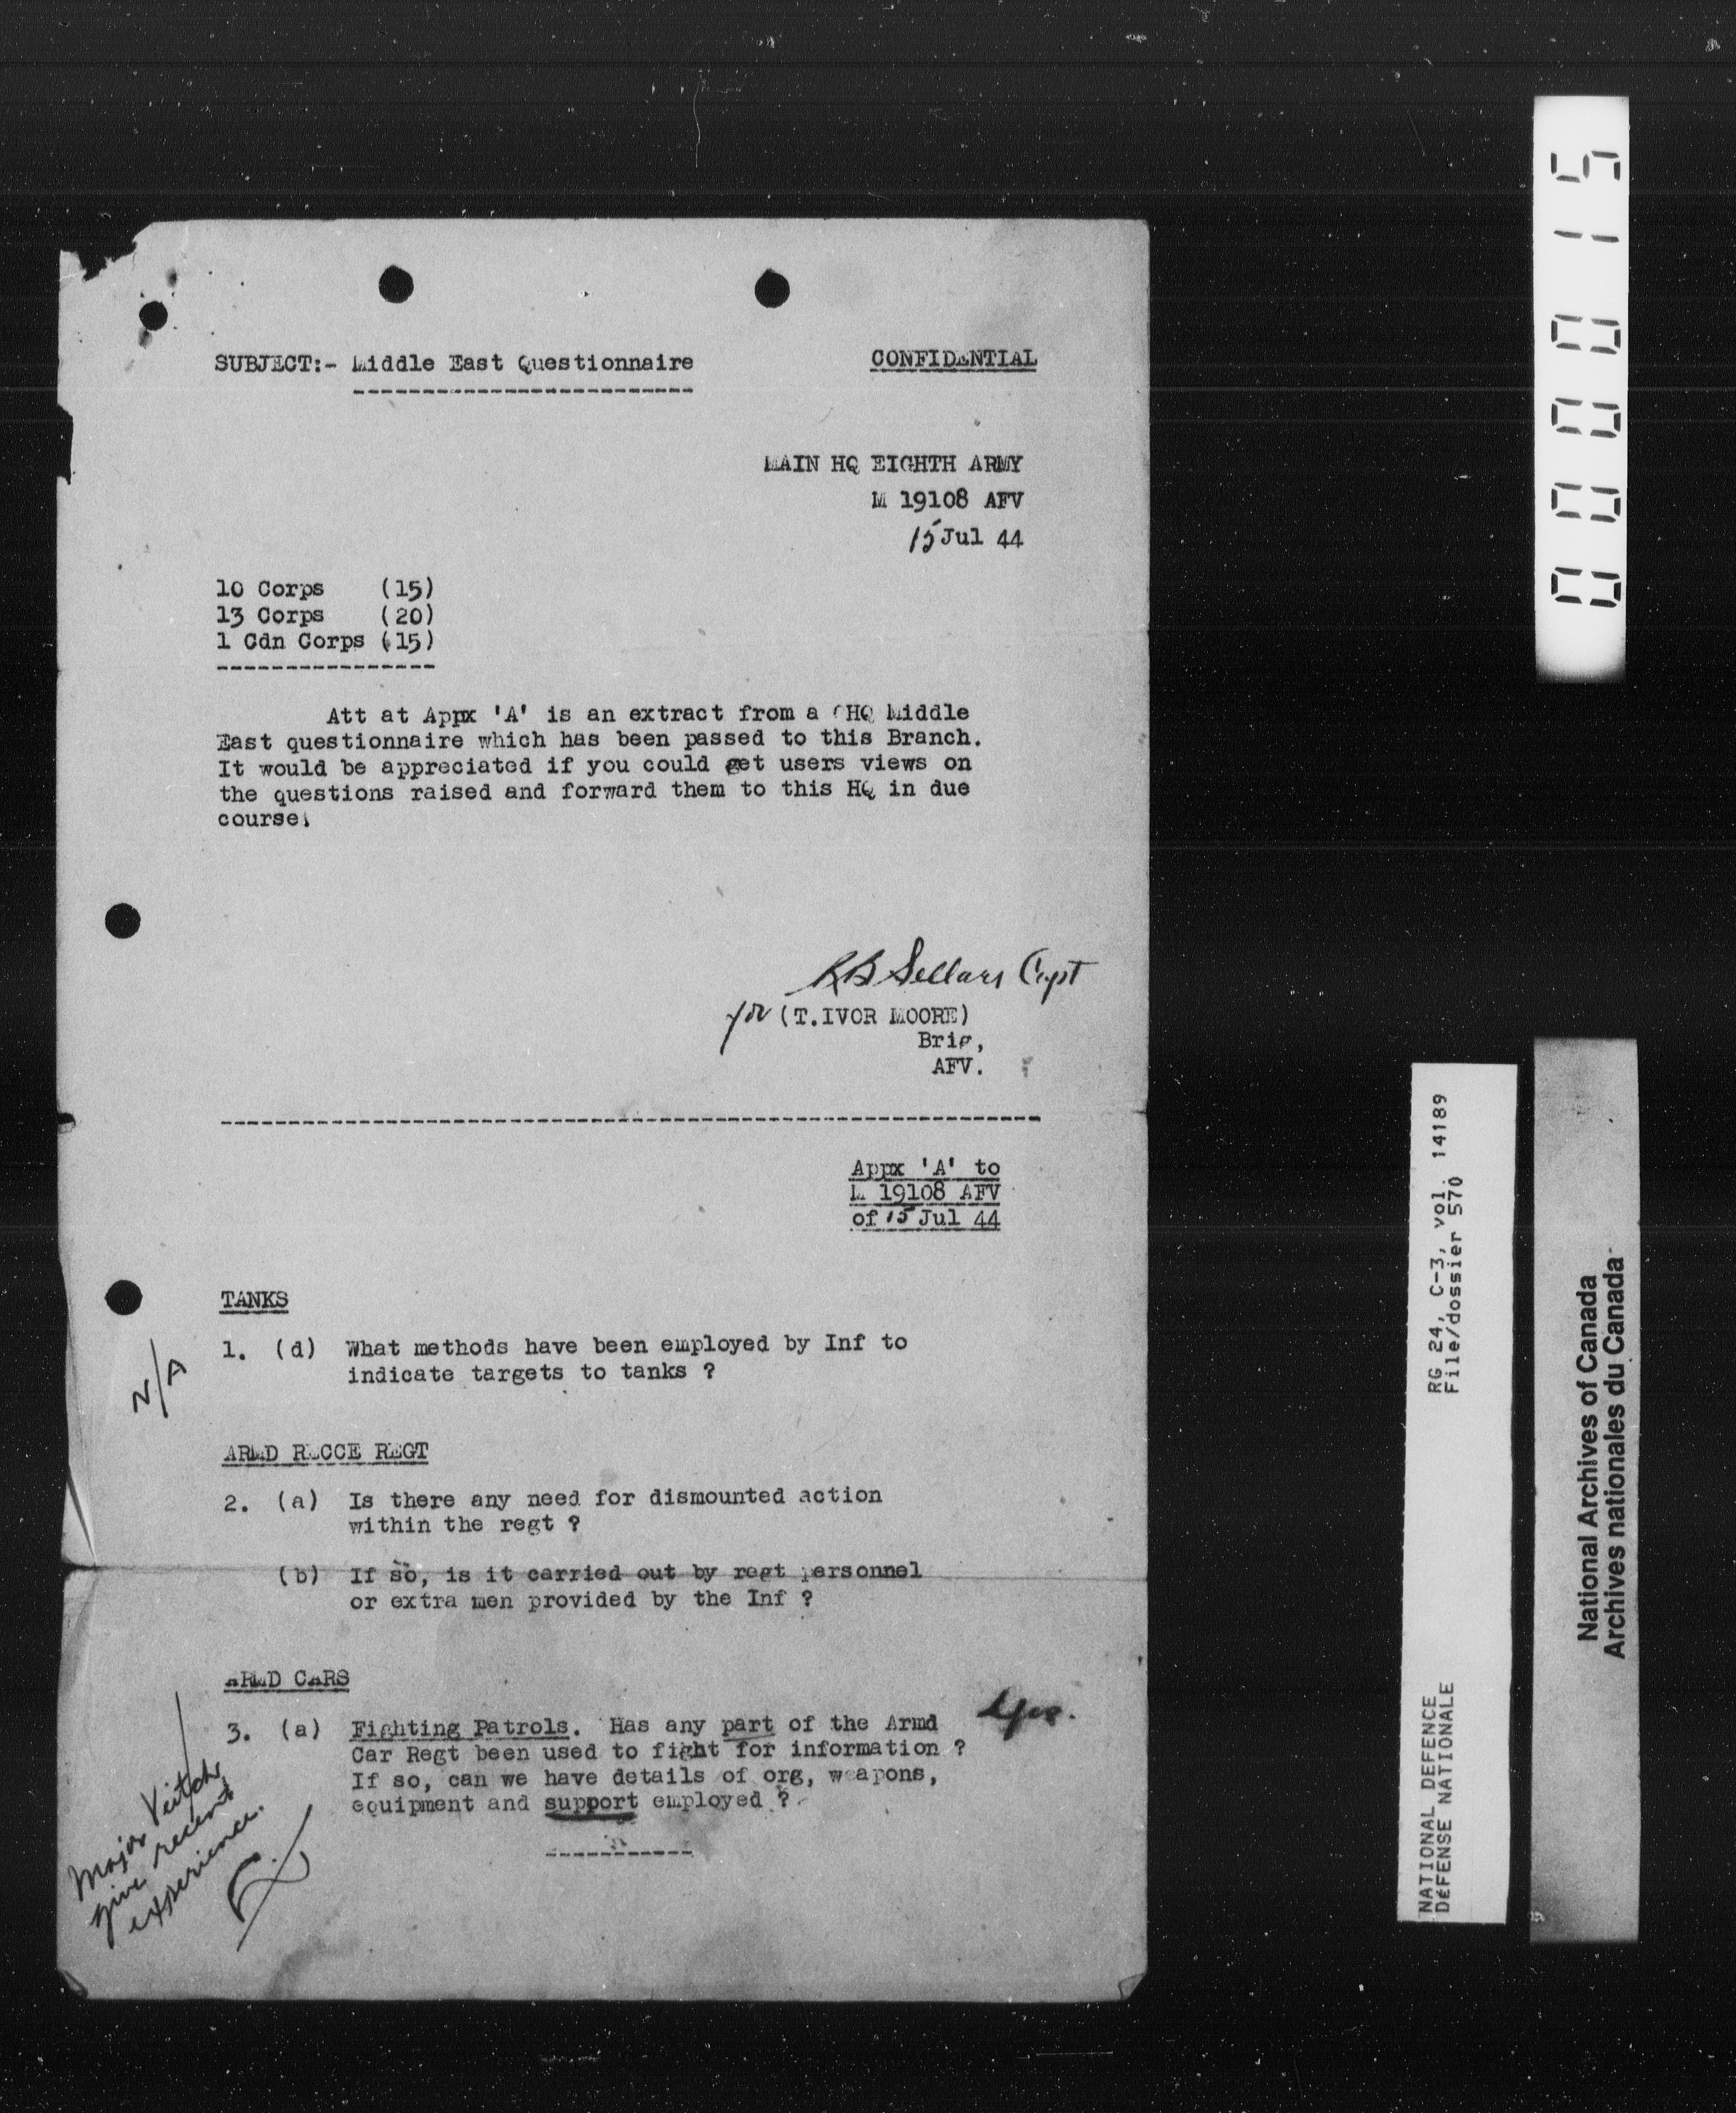 SUBJECT:- Middle East Questionnaire
CONFIDENTIAL
MAIN HQ EIGHTH ARMY
M 19108 AFV
15 Jul 44
10 Corps (15)
13 Corps (20)
1 Cdn Corps (15)
Att at Appx 'A' is an extract from a GHQ Middle
East questionnaire which has been passed to this Branch.
It would be appreciated if you could get users views on
the questions raised and forward them to this HQ in due
course.
RB Sellars Capt
for (T.IVOR MOORE)
Brig,
AFV.
Appx 'A' to
M 19108 AFV
of 15 Jul 44
TANKS
N/A
1. (d) What methods have been employed by Inf to
indicate targets to tanks ?
ARMD RECCE REGT
2. (a) Is there any need for dismounted action
within the regt ?
(b) If so, is it carried out by regt personnel
or extra men provided by the Inf ?
ARMD CARS
3. (a) Fighting Patrols. Has any part of the Armd
Car Regt been used to fight for information ?
If so, can we have details of org, weapons,
equipment and support employed ?
Yes.
Major Veitch
give recent
experience.
000015
RG 24, C-3, vol. 14189
File/dossier 570
NATIONAL DEFENCE
DéFENSE NATIONALE
National Archives of Canada
Archives nationales du Canada